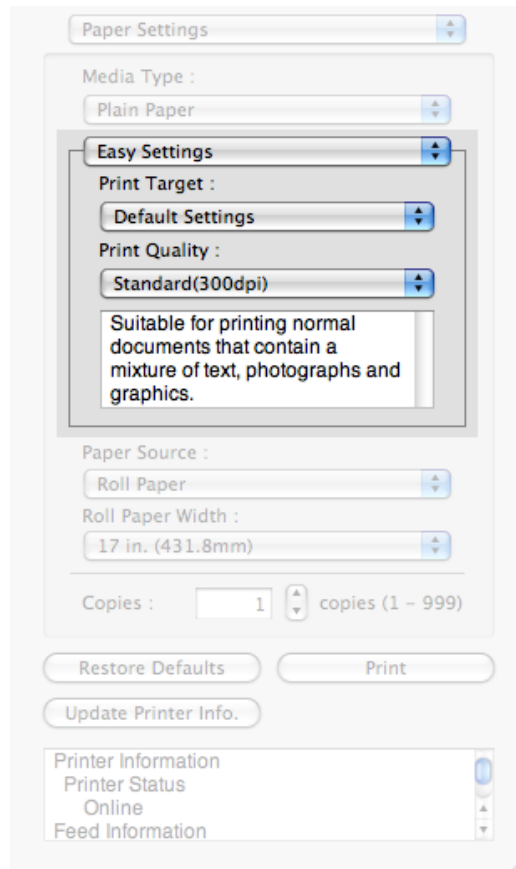 Paper Settings
Media Type :
Plain Paper
Easy Settings
Print Target :
Default Settings
Print Quality :
Standard(300dpi)
Suitable for printing normal
documents that contain a
mixture of text, photographs and
graphics.
Paper Source :
Roll Paper
Roll Paper Width :
17 in. (431.8mm)
Copies : 1 copies (1 – 999)
Restore Defaults Print
Update Printer Info.
Printer Information
Printer Status
Online
Feed Information